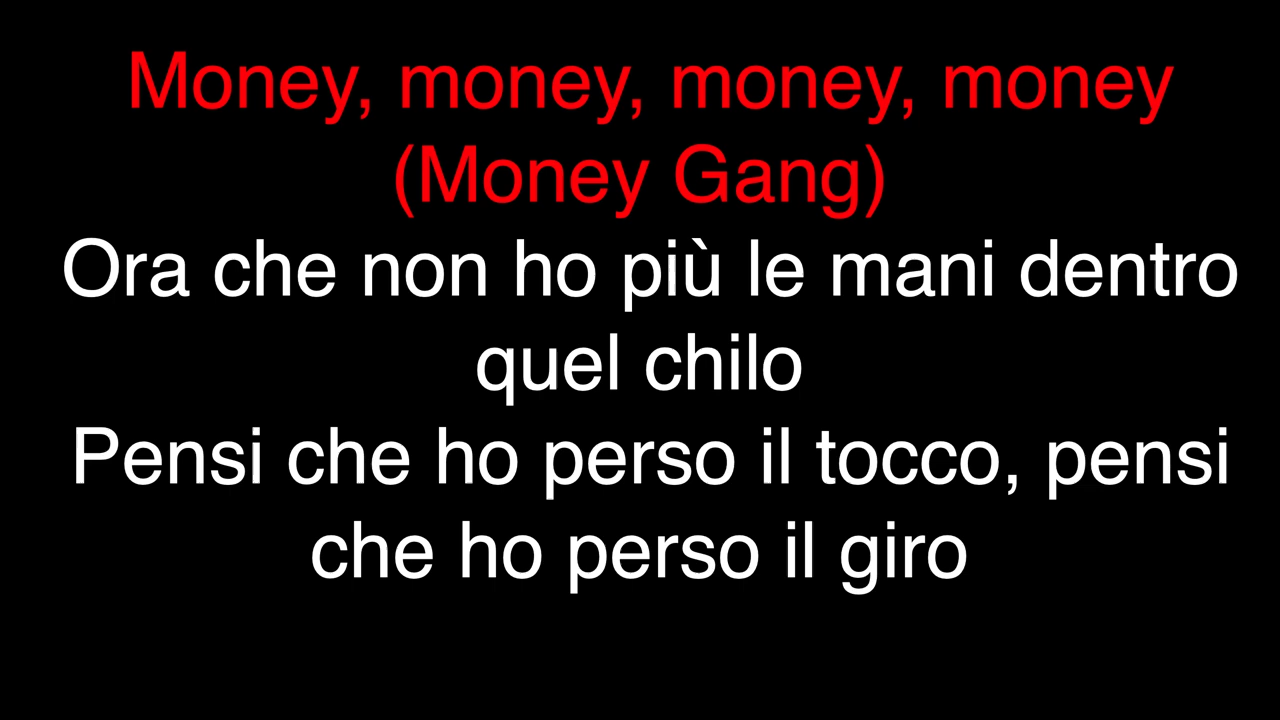 Money, money, money, money
(Money Gang)
Ora che non ho più le mani dentro
quel chilo
Pensi che ho perso il tocco, pensi
che ho perso il giro